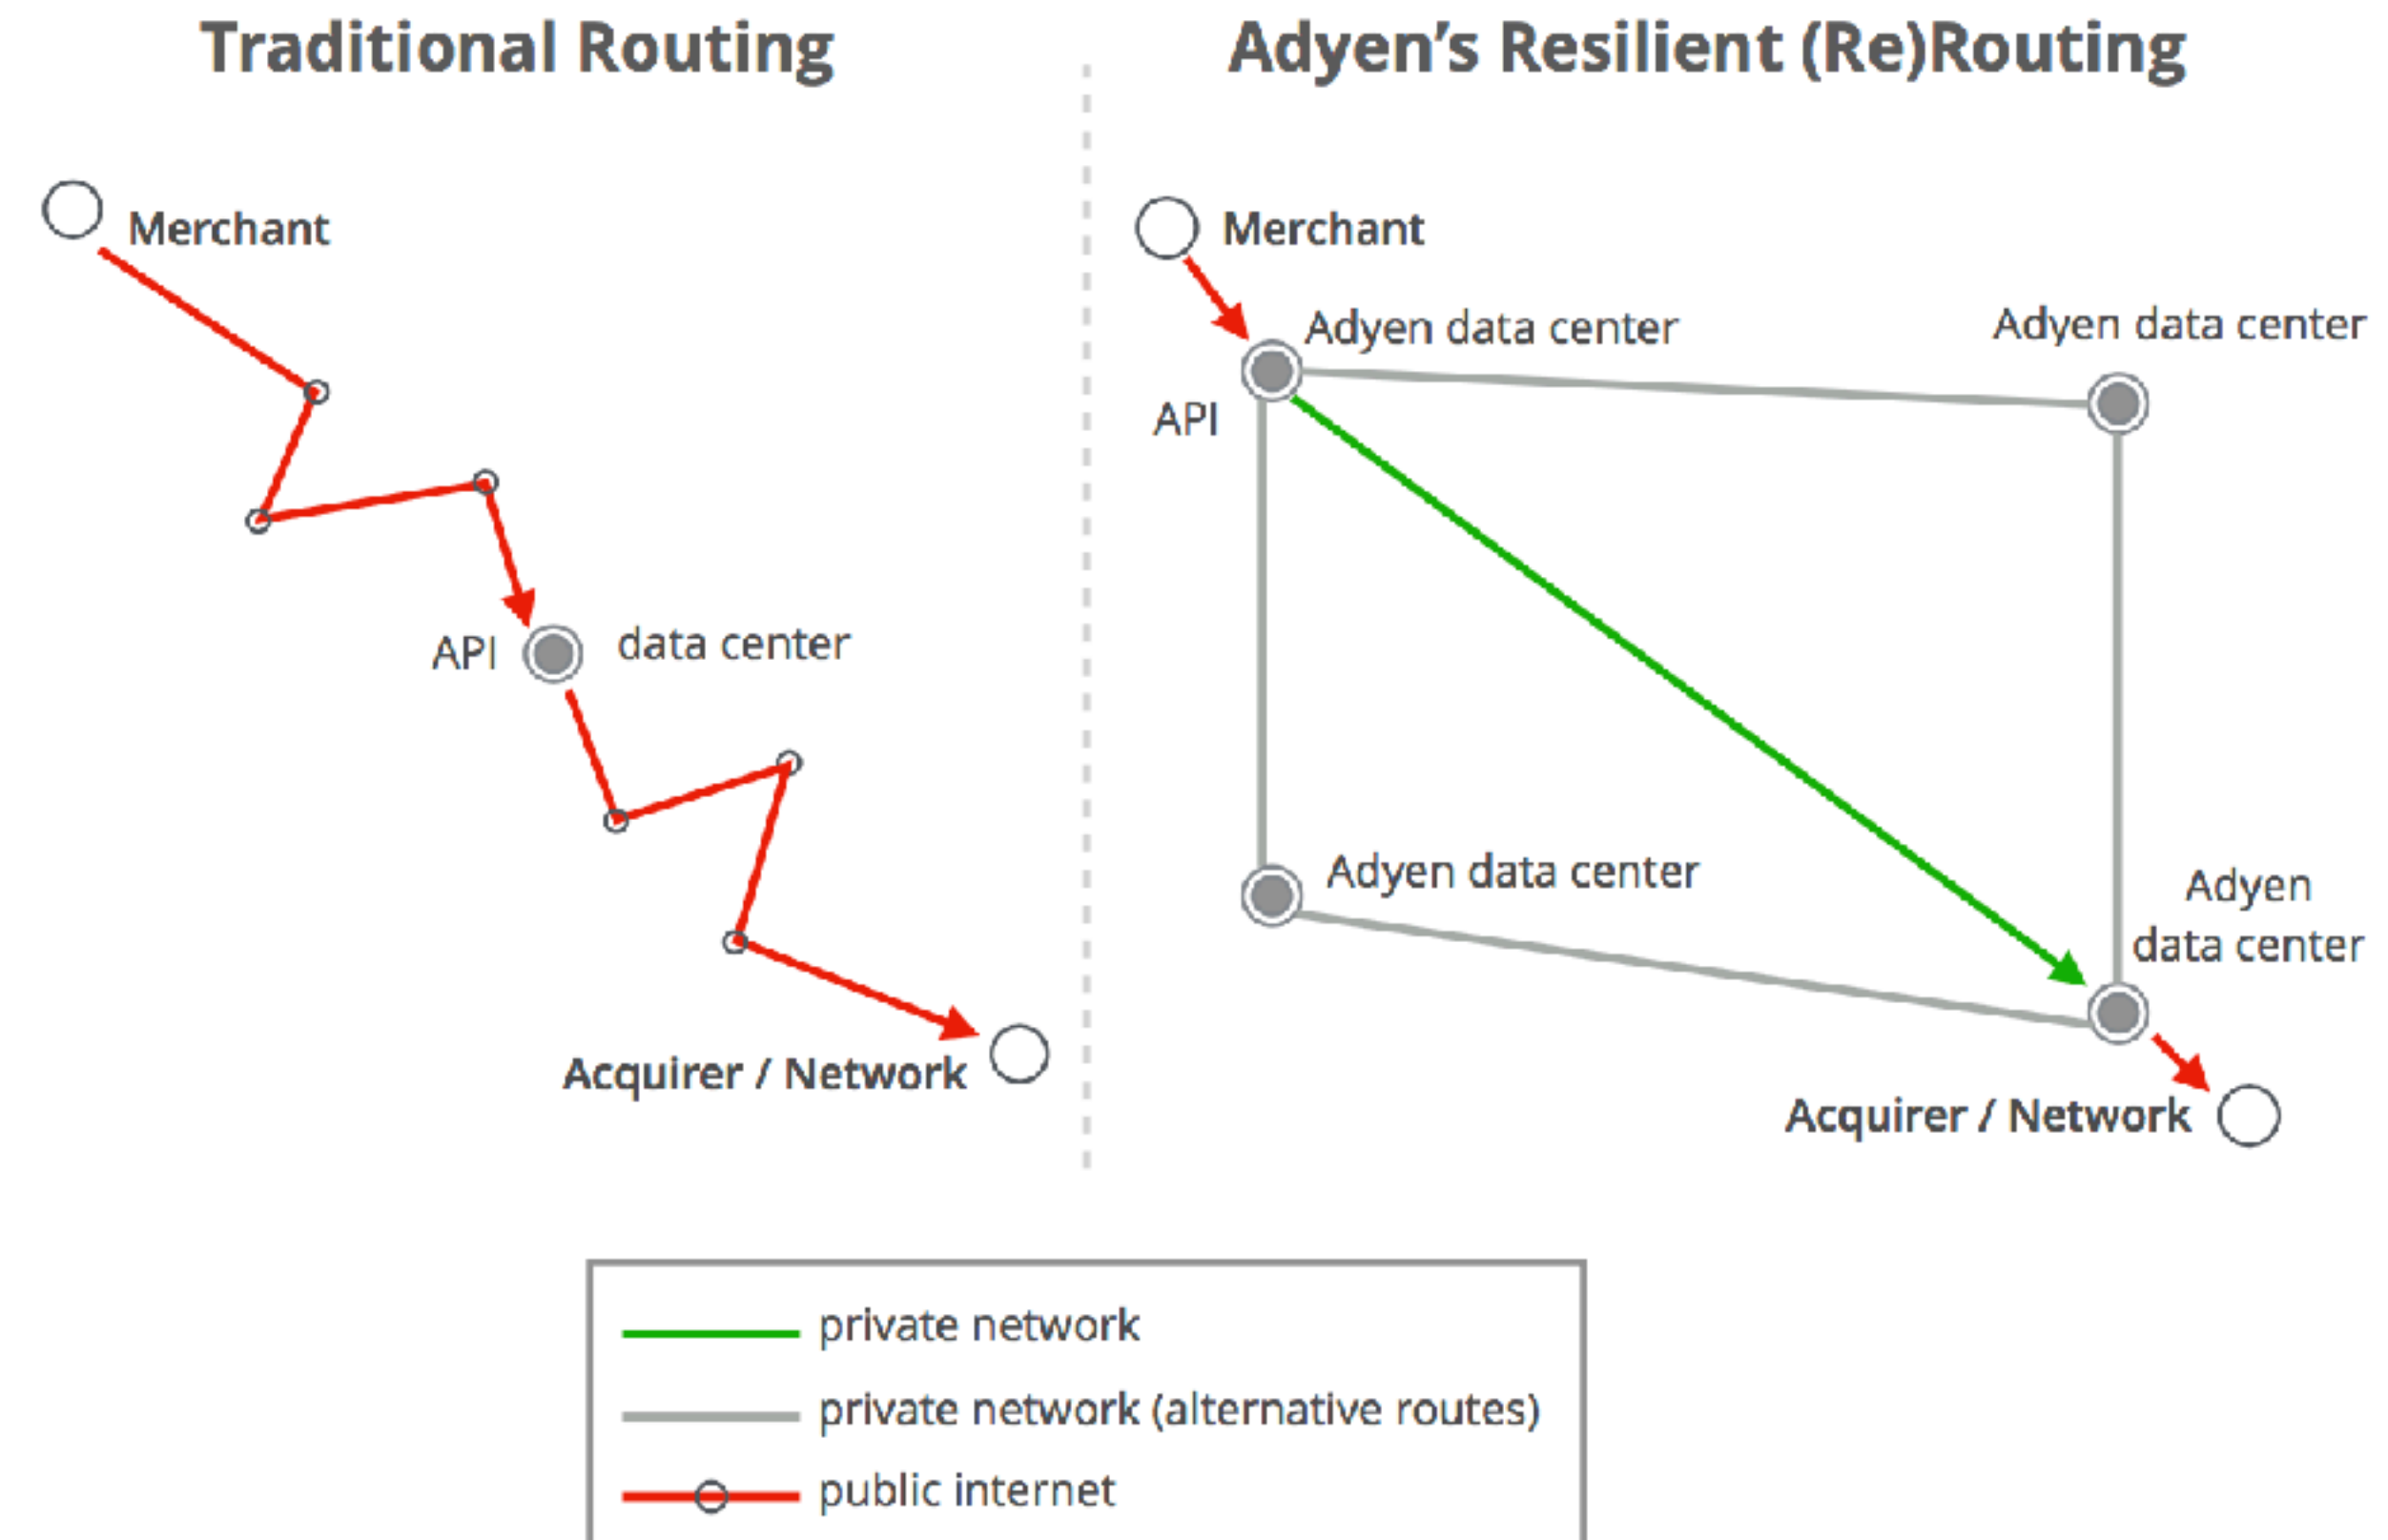 Traditional Routing
Merchant
API
data center
Acquirer / Network
Adyen’s Resilient (Re)Routing
Merchant
Adyen data center
Adyen data center
API
Adyen data center
Adyen
data center
Acquirer / Network
private network
private network (alternative routes)
public internet